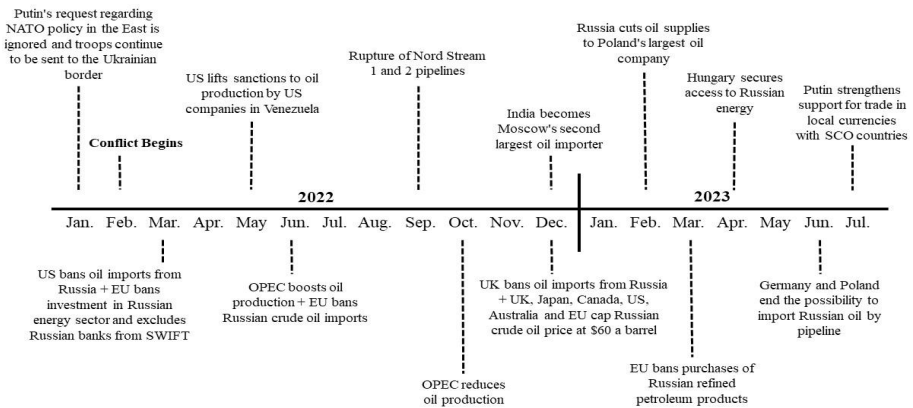 Putin's request regarding
NATO policy in the East is
ignored and troops continue
to be sent to the Ukrainian
border
Conflict Begins
US lifts sanctions to oil
production by US
companies in Venezuela
Rupture of Nord Stream
1 and 2 pipelines
India becomes
Moscow's second
largest oil importer
Russia cuts oil supplies
to Poland's largest oil
company
Hungary secures
access to Russian
energy
Putin strengthens
support for trade in
local currencies
with SCO countries
2022 2023
Jan. Feb. Mar. Apr. May Jun. Jul. Aug. Sep. Oct. Nov. Dec. Jan. Feb. Mar. Apr. May Jun. Jul.
US bans oil imports from
Russia + EU bans
investment in Russian
energy sector and excludes
Russian banks from SWIFT
OPEC boosts oil
production + EU bans
Russian crude oil imports
OPEC reduces
oil production
UK bans oil imports from Russia
+ UK, Japan, Canada, US,
Australia and EU cap Russian
crude oil price at $60 a barrel
EU bans purchases of
Russian refined
petroleum products
Germany and Poland
end the possibility to
import Russian oil by
pipeline